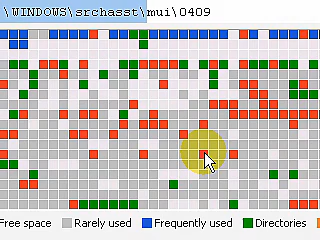 \WINDOWS\srchasst\mui\0409
Free space Rarely used Frequently used Directories